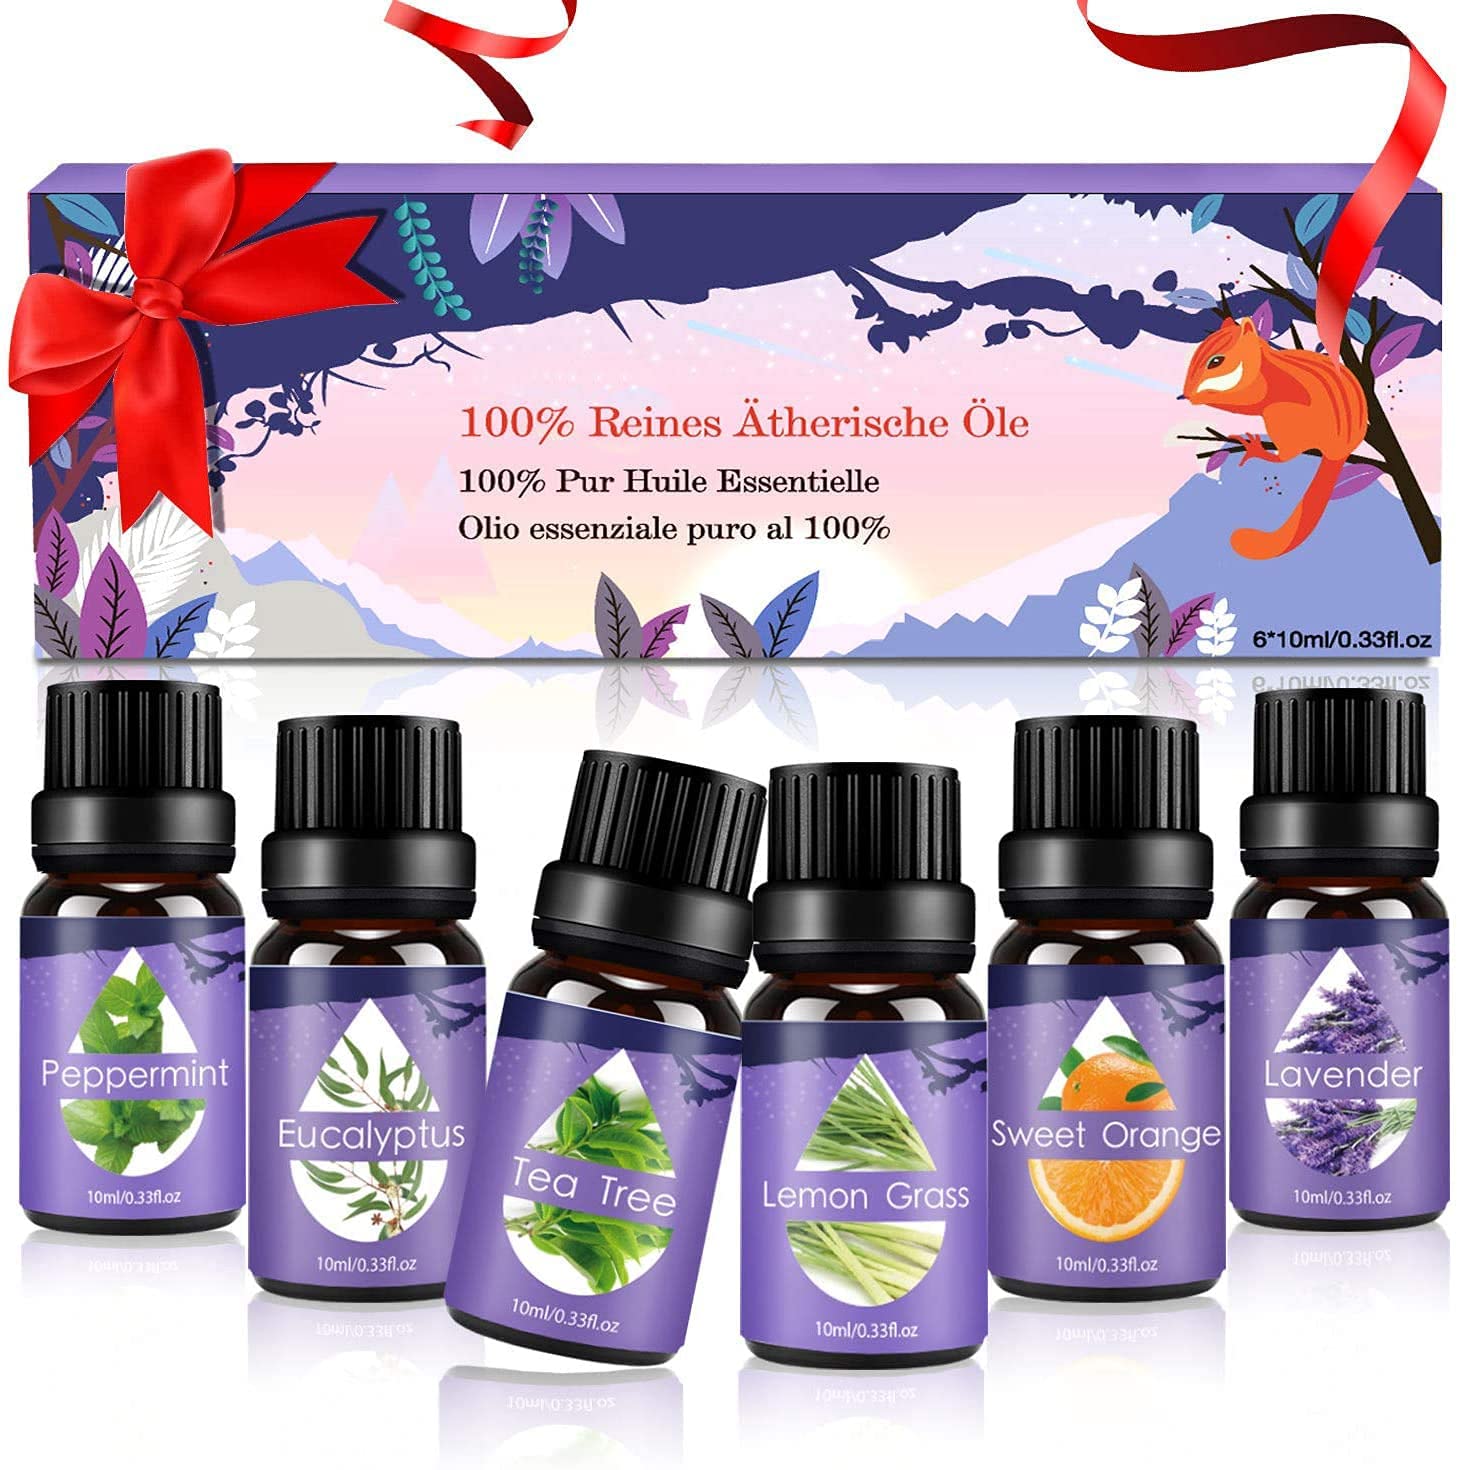 100% Reines Ätherische Öle
100% Pur Huile Essentielle
Olio essenziale puro al 100%
6*10ml/0.33fl.oz
Peppermint
10ml/0.33fl.oz
Eucalyptus
10ml/0.33fl.oz
Tea Tree
10ml/0.33fl.oz
Lemon Grass
10ml/0.33fl.oz
Sweet Orange
10ml/0.33fl.oz
Lavender
10ml/0.33fl.oz